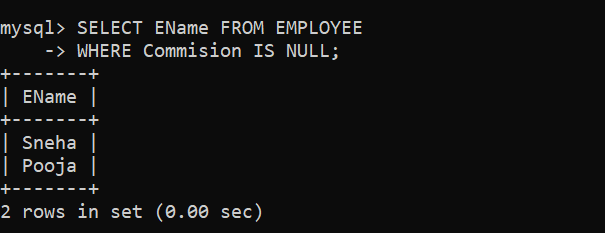 mysql> SELECT EName FROM EMPLOYEE
    -> WHERE Commision IS NULL;
+-------+
| EName |
+-------+
| Sneha |
| Pooja |
+-------+
2 rows in set (0.00 sec)